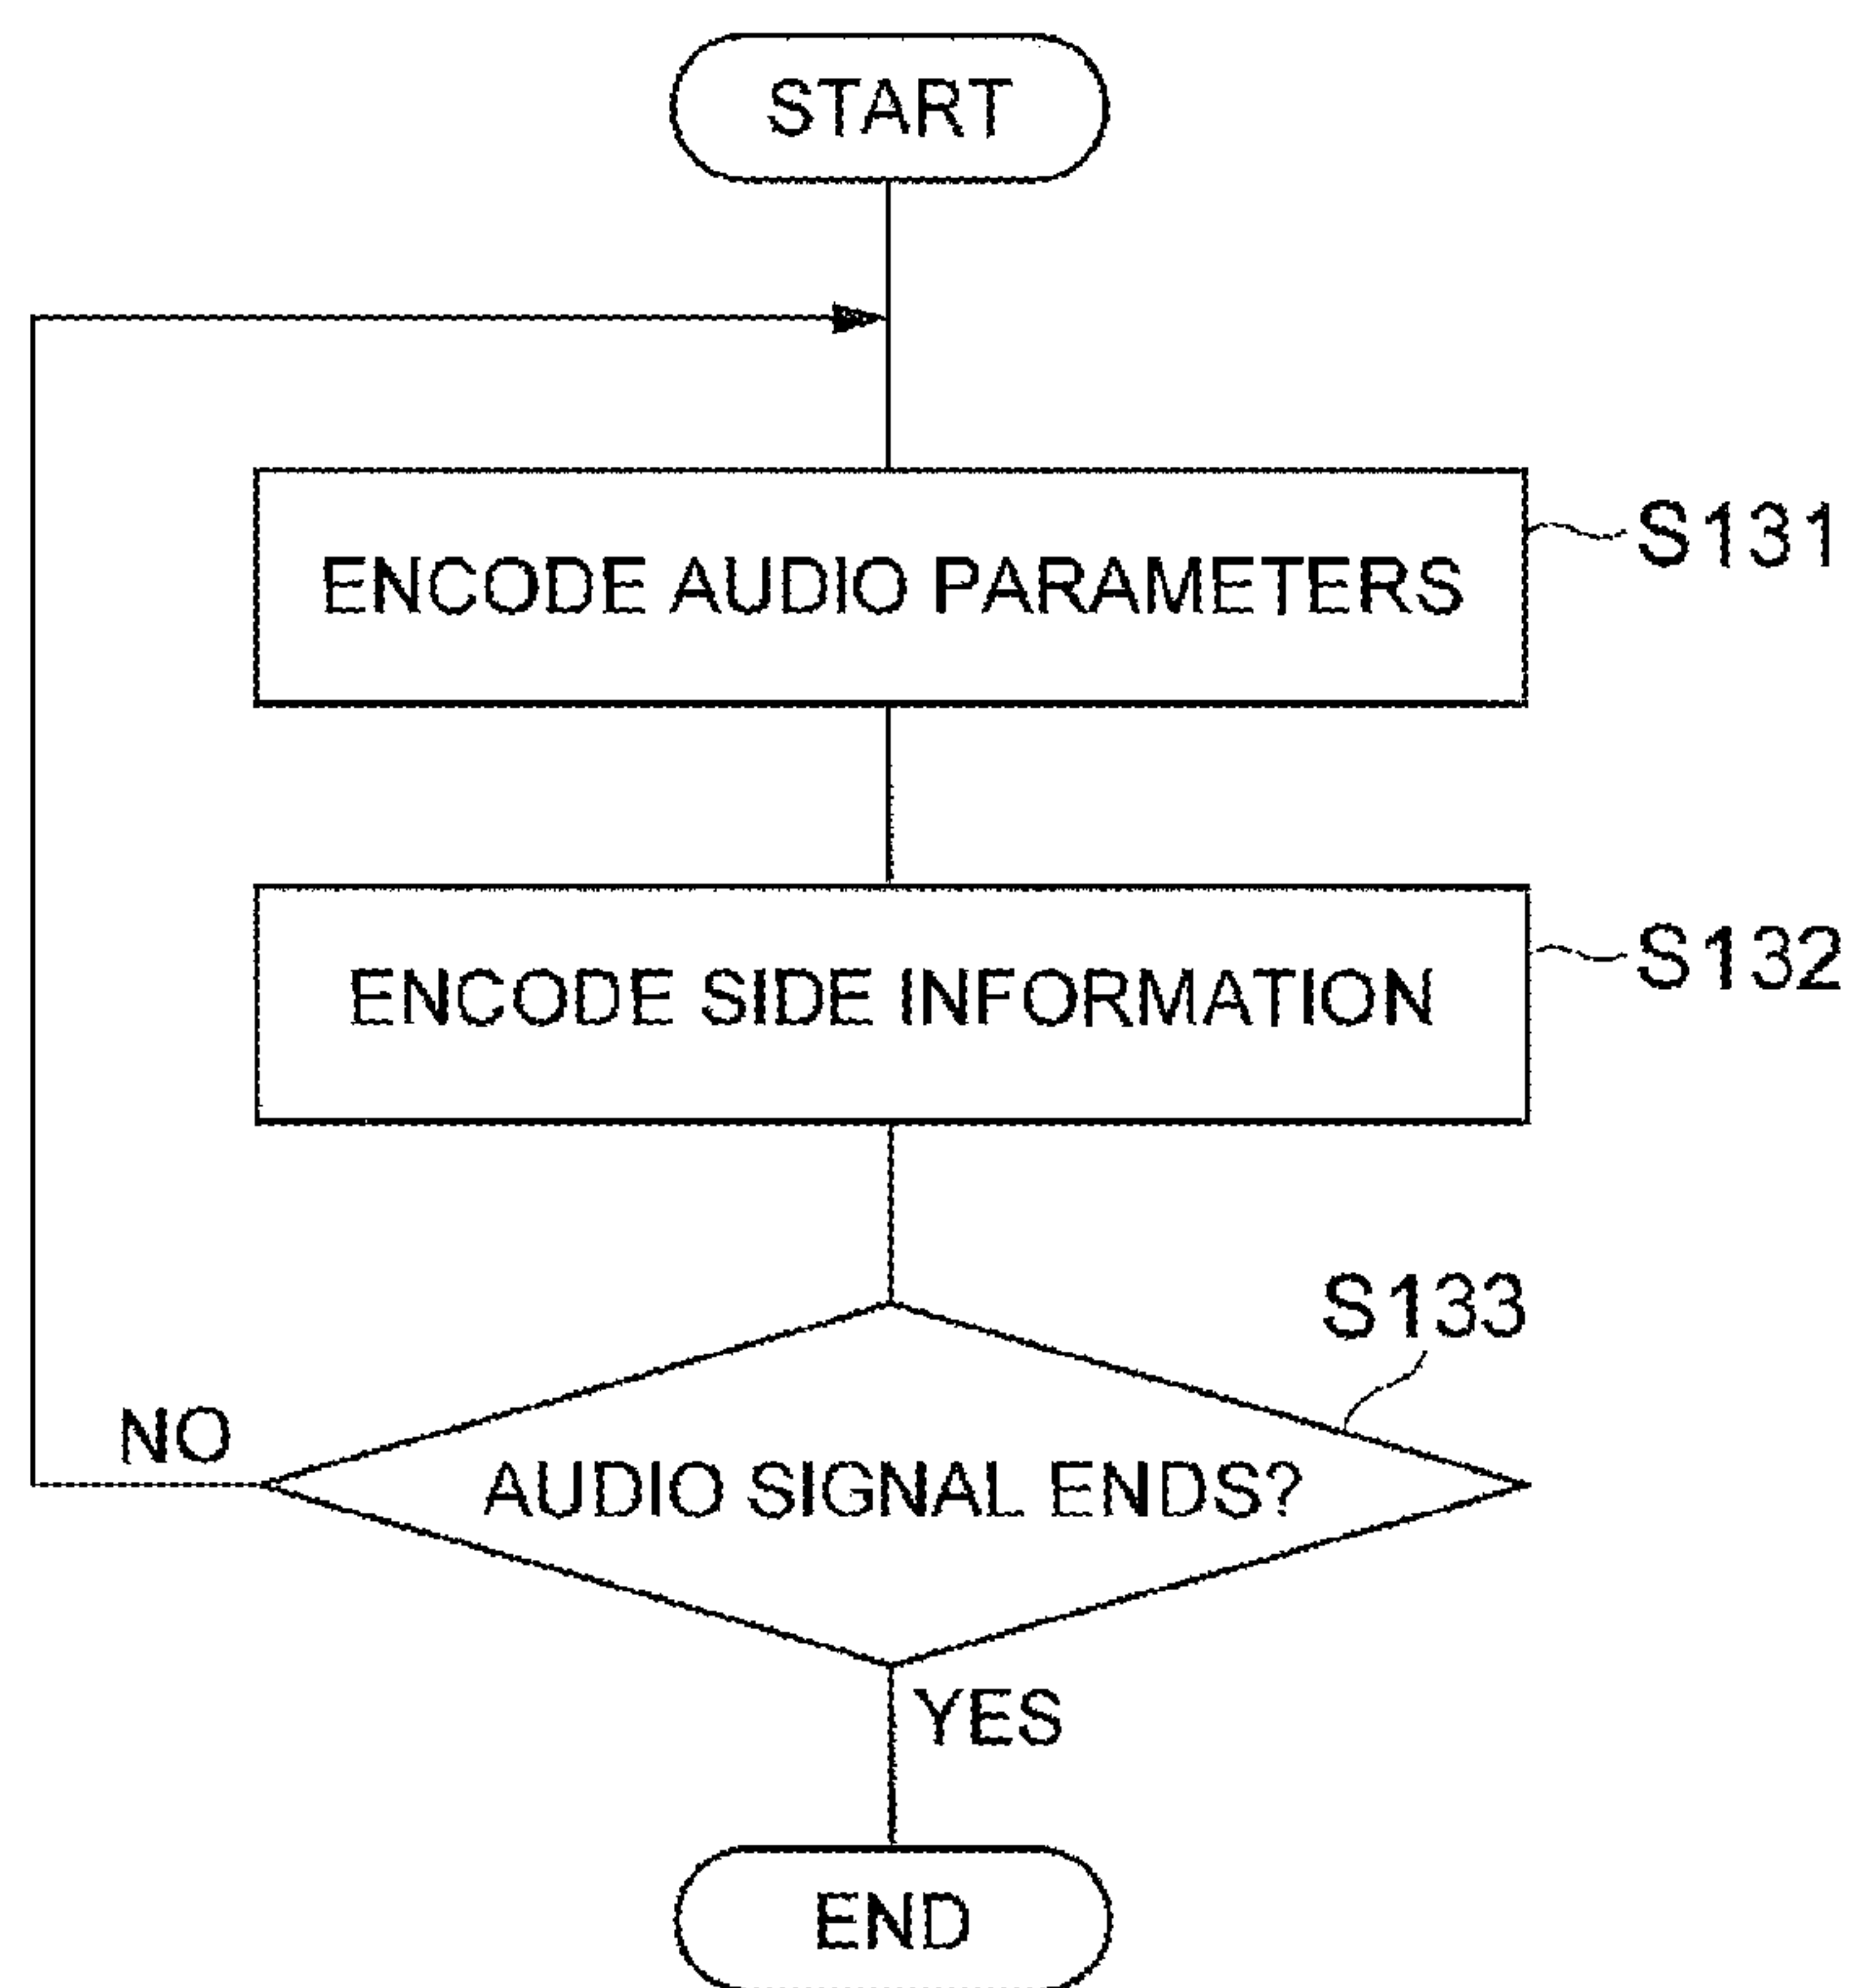 START
ENCODE AUDIO PARAMETERS
S131
ENCODE SIDE INFORMATION
S132
S133
NO
AUDIO SIGNAL ENDS?
YES
END